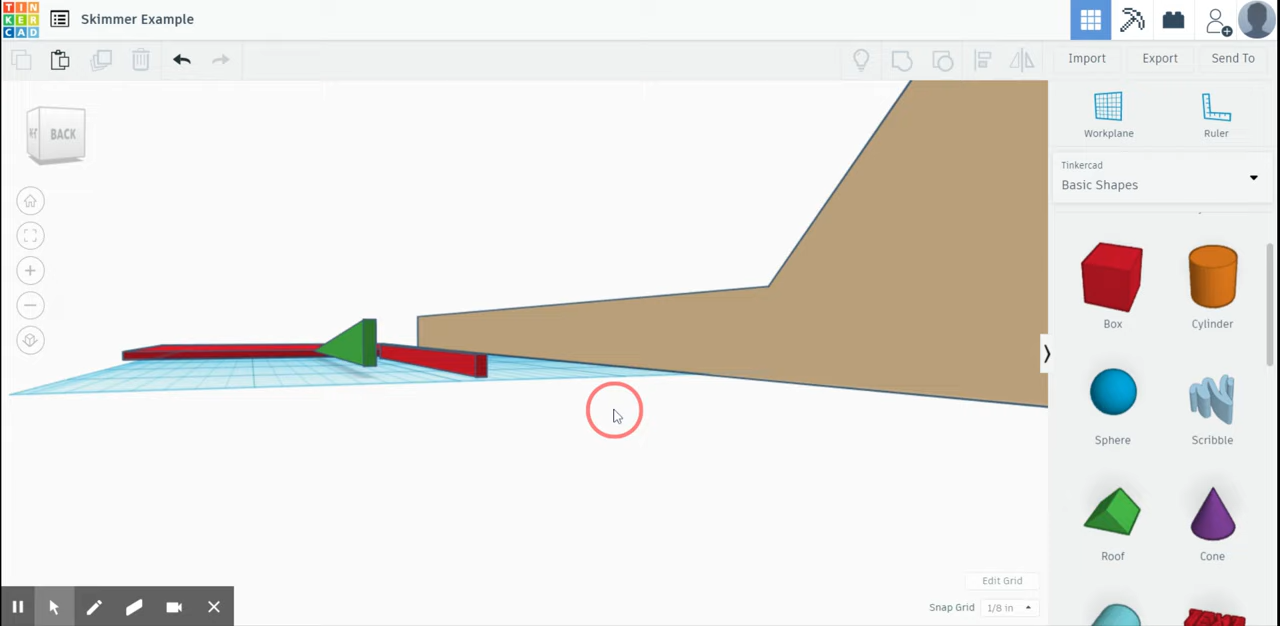 TIN
KER
CAD
Skimmer Example
Import
Export
Send To
BACK
Workplane
Ruler
Tinkercad
Basic Shapes
Box
Cylinder
Sphere
Scribble
Roof
Cone
Edit Grid
Snap Grid 1/8 in